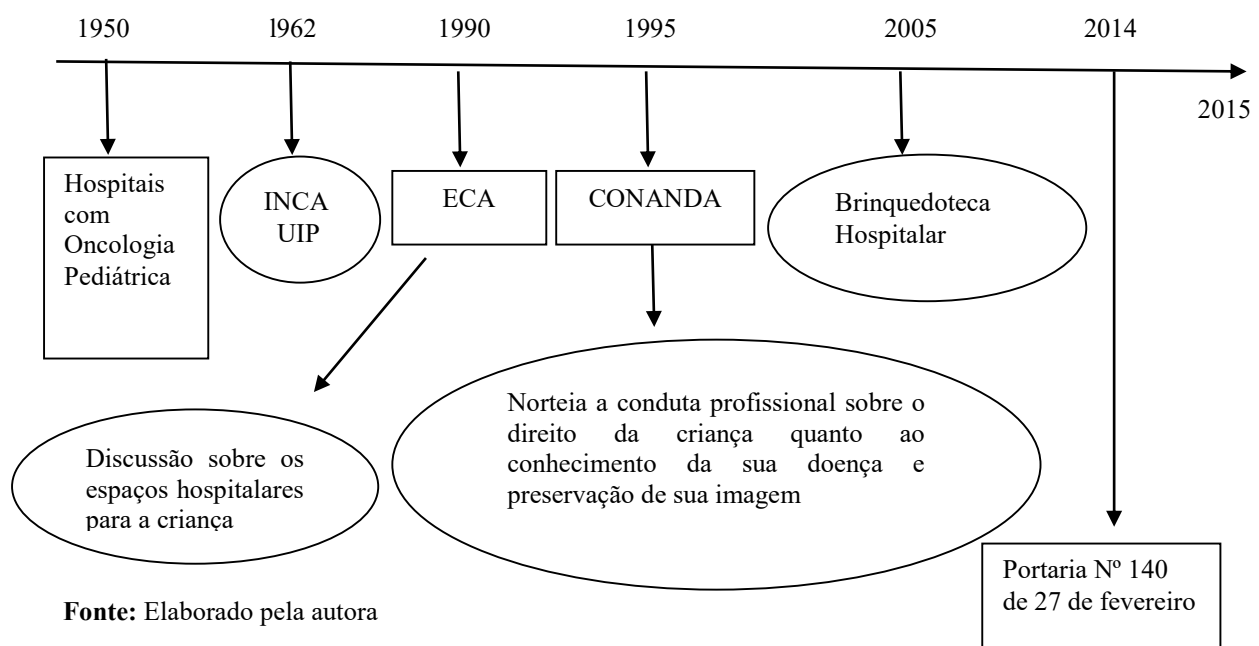 1950
l962
1990
1995
2005
2014
2015
Hospitais
com
Oncologia
Pediátrica
INCA
UIP
ECA
CONANDA
Brinquedoteca
Hospitalar
Discussão sobre os
espaços hospitalares
para a criança
Norteia a conduta profissional sobre o
direito da criança quanto ao
conhecimento da sua doença e
preservação de sua imagem
Portaria Nº 140
de 27 de fevereiro
Fonte: Elaborado pela autora